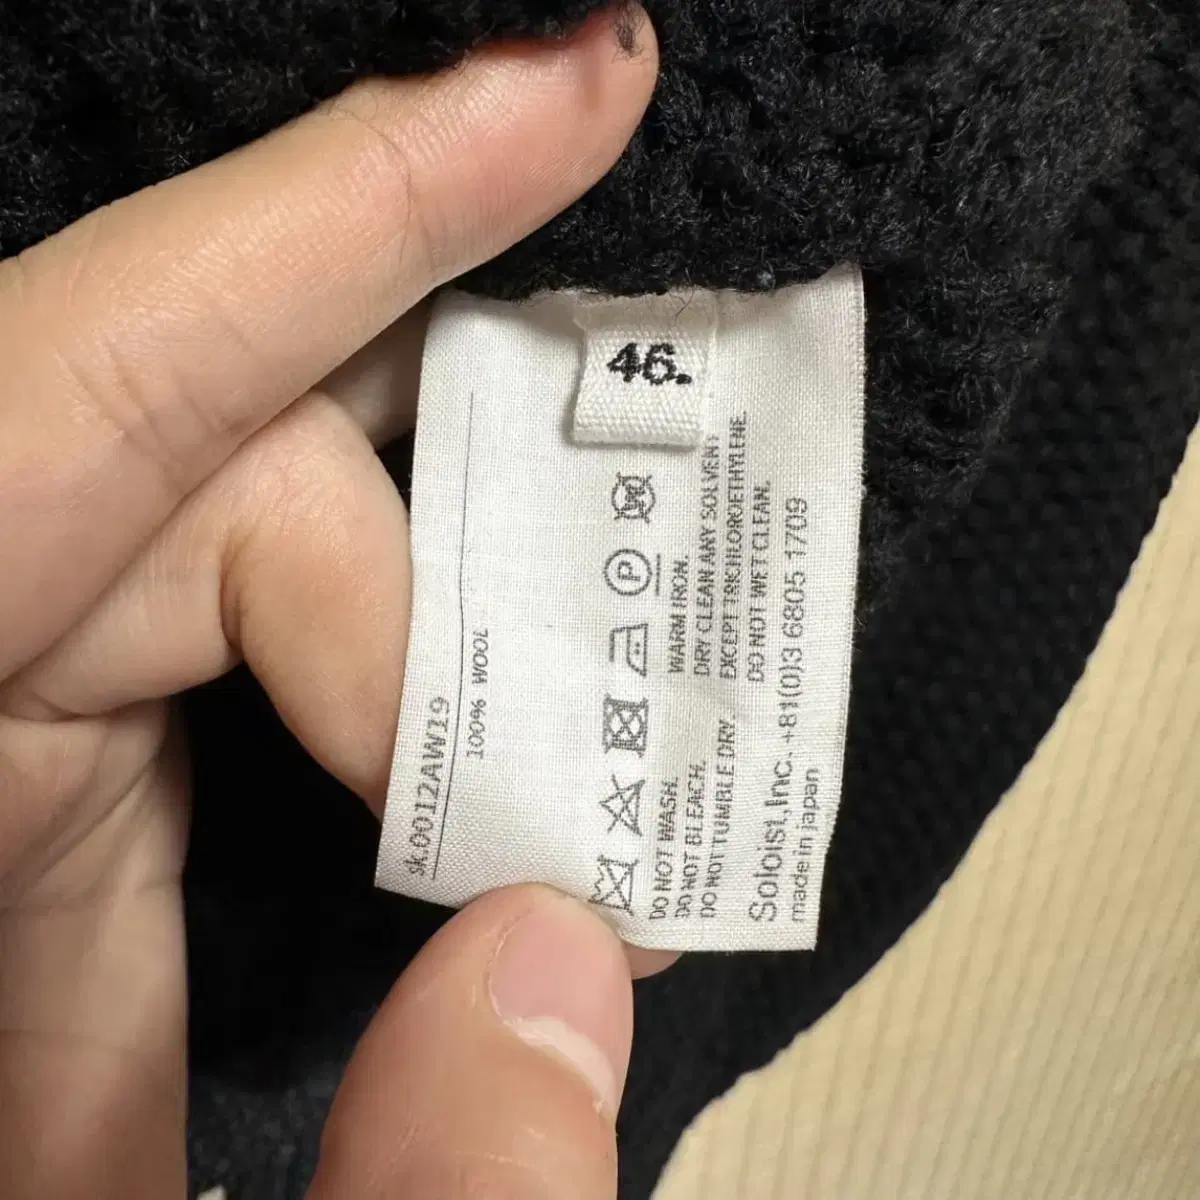 46.
sk.0012AW19
100% WOOL
W
P
DO NOT WASH.
DO NOT BLEACH.
DO NOT TUMBLE DRY.
WARM IRON.
DRY CLEAN ANY SOLVENT
EXCEPT TRICHLOROETHYLENE.
DO NOT WET CLEAN.
Soloist,Inc. +81(0)3 6805 1709
made in japan